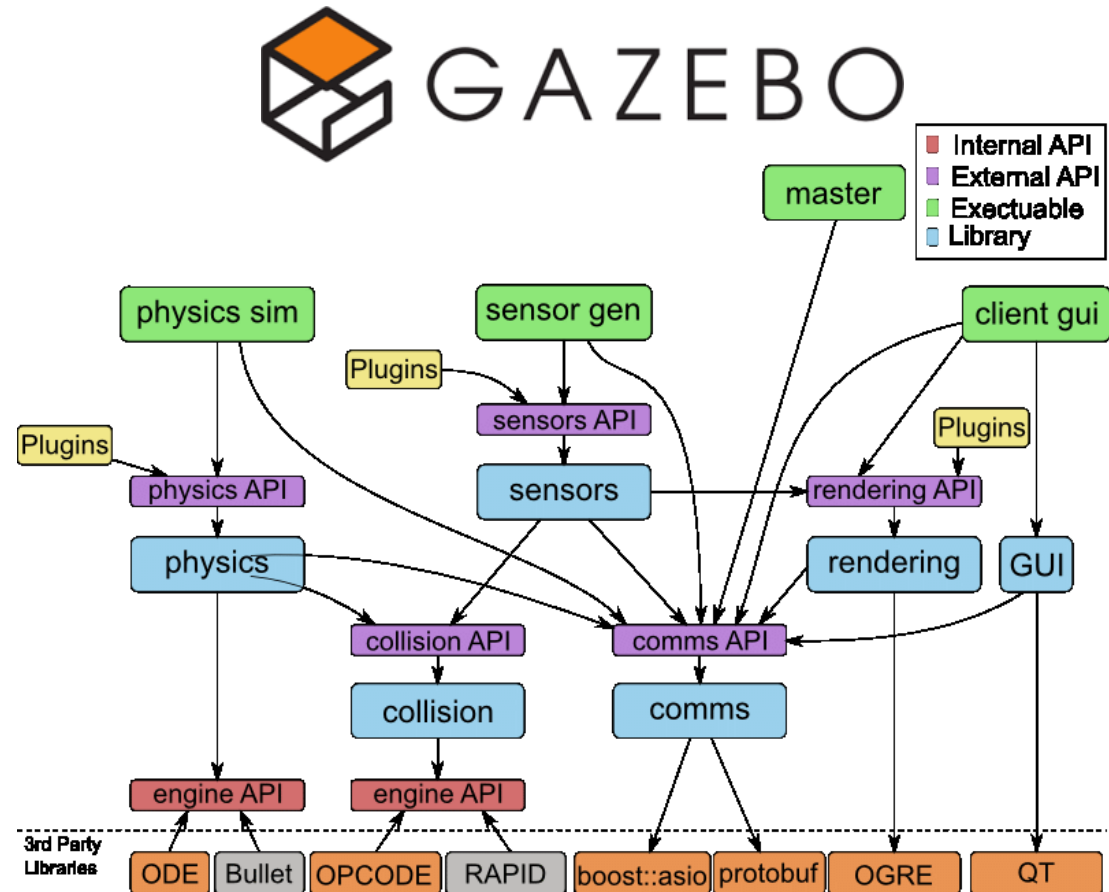 GAZEBO
Internal API
External API
Exectuable
Library
master
physics sim
sensor gen
client gui
Plugins
sensors API
Plugins
Plugins
physics API
sensors
rendering API
physics
rendering
GUI
collision API
comms API
collision
comms
engine API
engine API
3rd Party
Libraries
ODE
Bullet
OPCODE
RAPID
boost::asio
protobuf
OGRE
QT